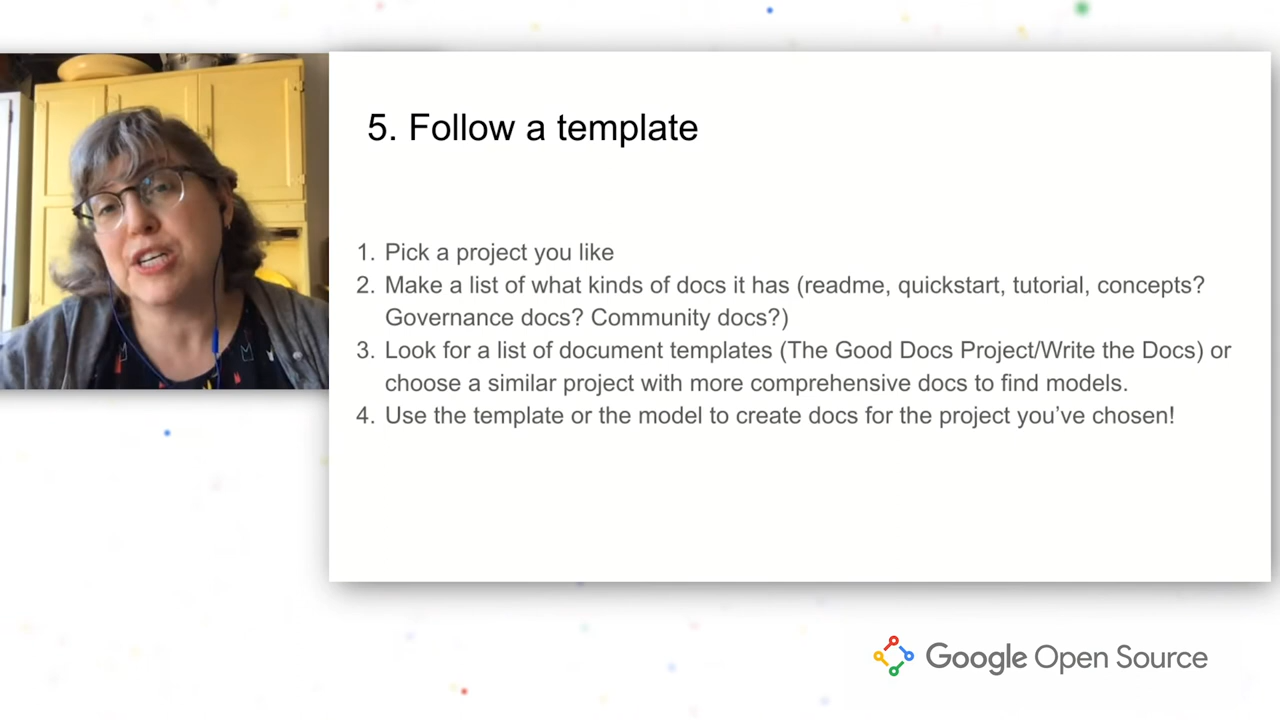 5. Follow a template
1. Pick a project you like
2. Make a list of what kinds of docs it has (readme, quickstart, tutorial, concepts?
Governance docs? Community docs?)
3. Look for a list of document templates (The Good Docs Project/Write the Docs) or
choose a similar project with more comprehensive docs to find models.
4. Use the template or the model to create docs for the project you’ve chosen!
Google Open Source